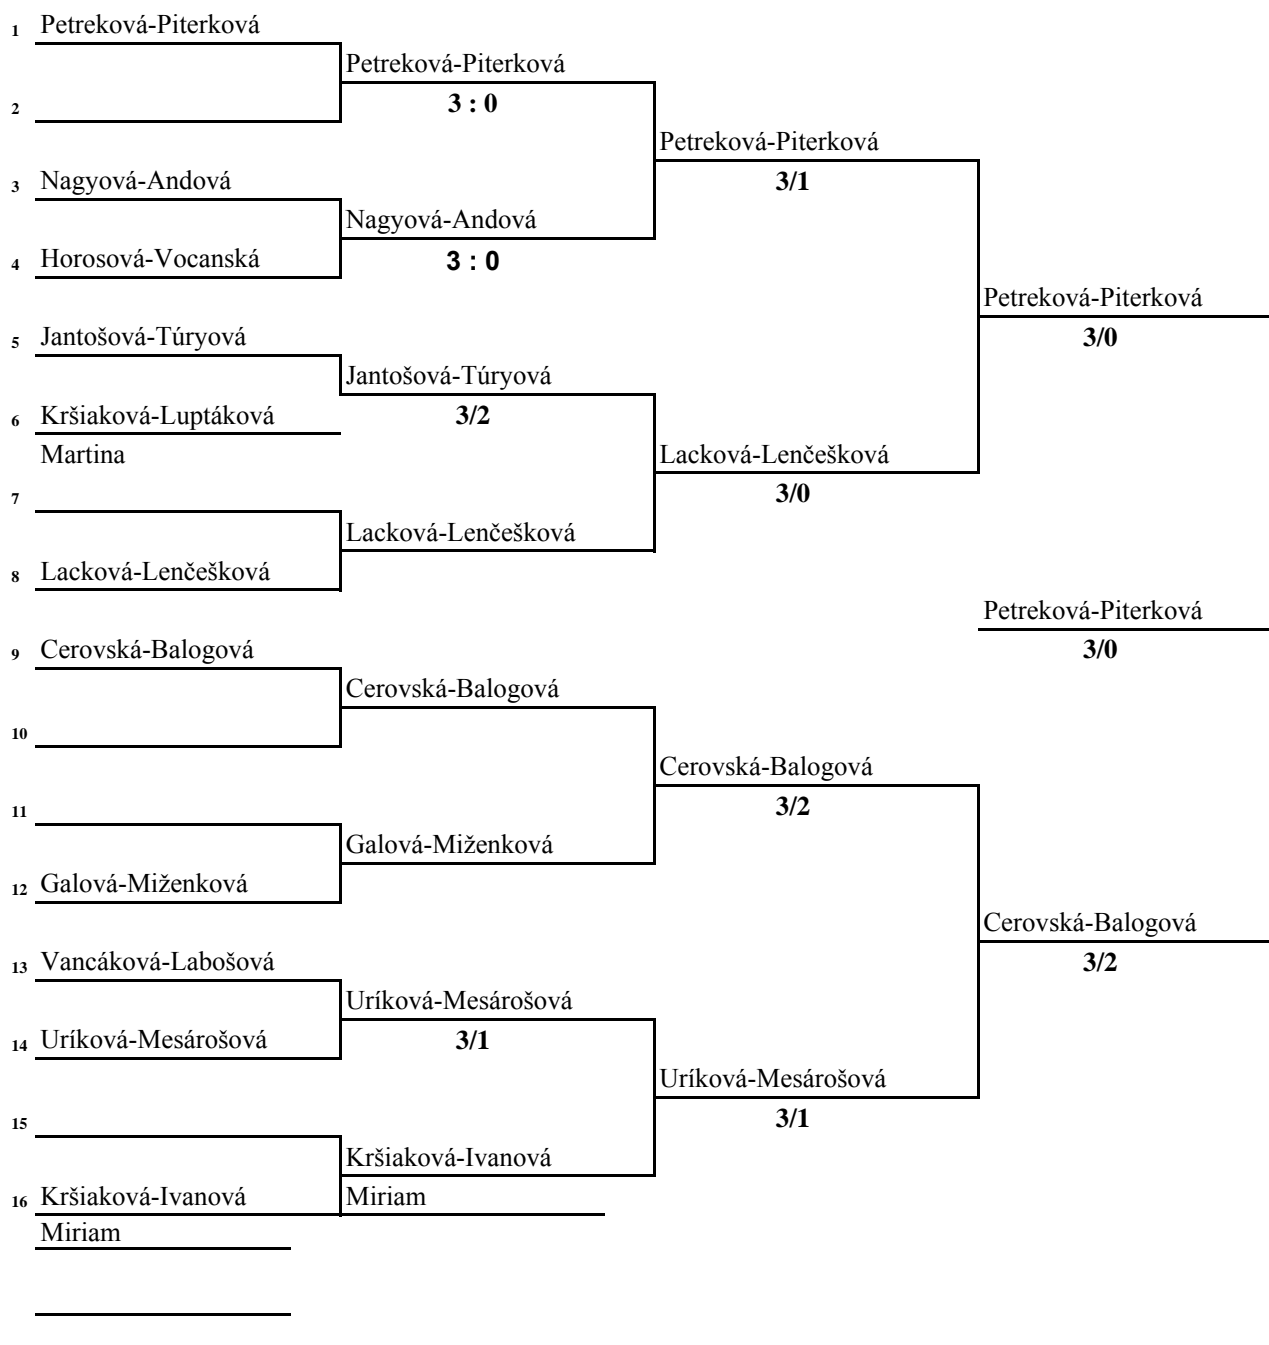 1 Petreková-Piterková
Petreková-Piterková
2
3 : 0
Petreková-Piterková
3/1
3 Nagyová-Andová
Nagyová-Andová
4 Horosová-Vocanská
3 : 0
Petreková-Piterková
3/0
5 Jantošová-Túryová
Jantošová-Túryová
6 Kršiaková-Luptáková
3/2
Martina
Lacková-Lenčešková
3/0
7
Lacková-Lenčešková
8 Lacková-Lenčešková
Petreková-Piterková
3/0
9 Cerovská-Balogová
Cerovská-Balogová
10
Cerovská-Balogová
3/2
11
Galová-Miženková
12 Galová-Miženková
Cerovská-Balogová
3/2
13 Vancáková-Labošová
Uríková-Mesárošová
14 Uríková-Mesárošová
3/1
Uríková-Mesárošová
3/1
15
Kršiaková-Ivanová
16 Kršiaková-Ivanová
Miriam
Miriam